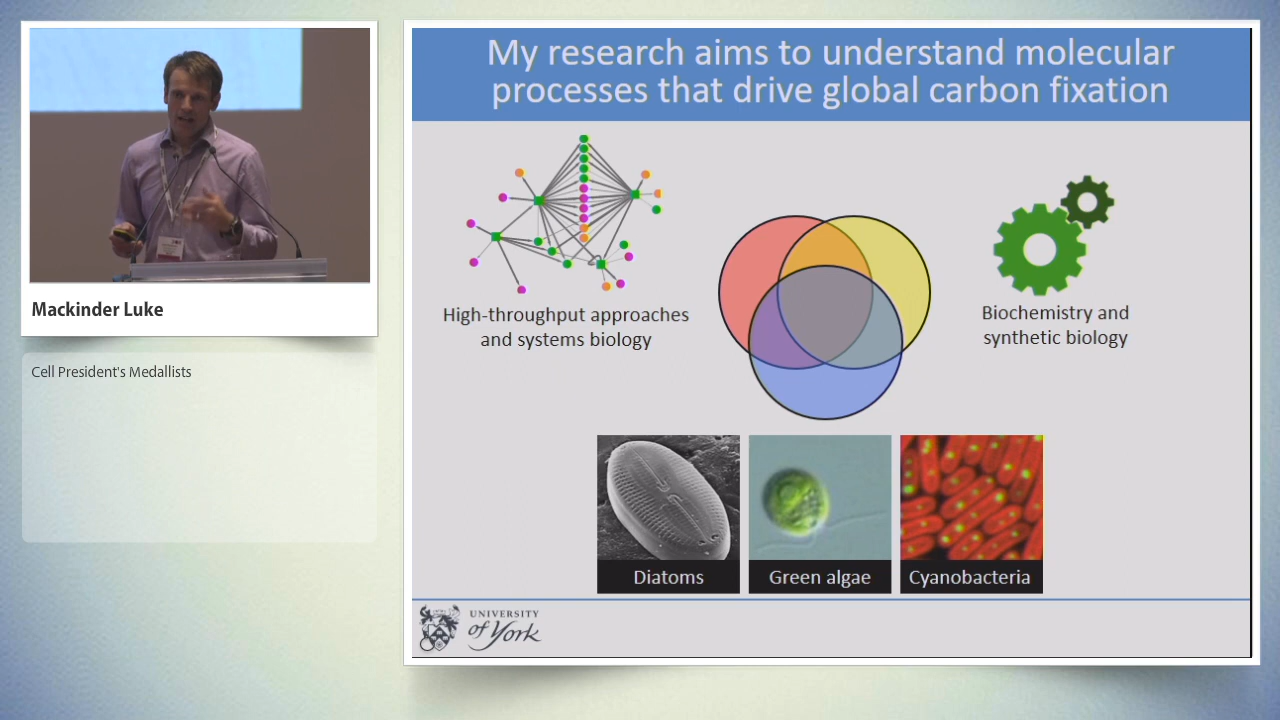 Mackinder Luke
Cell President's Medallists
My research aims to understand molecular
processes that drive global carbon fixation
High-throughput approaches
and systems biology
Biochemistry and
synthetic biology
Diatoms
Green algae
Cyanobacteria
UNIVERSITY
of York